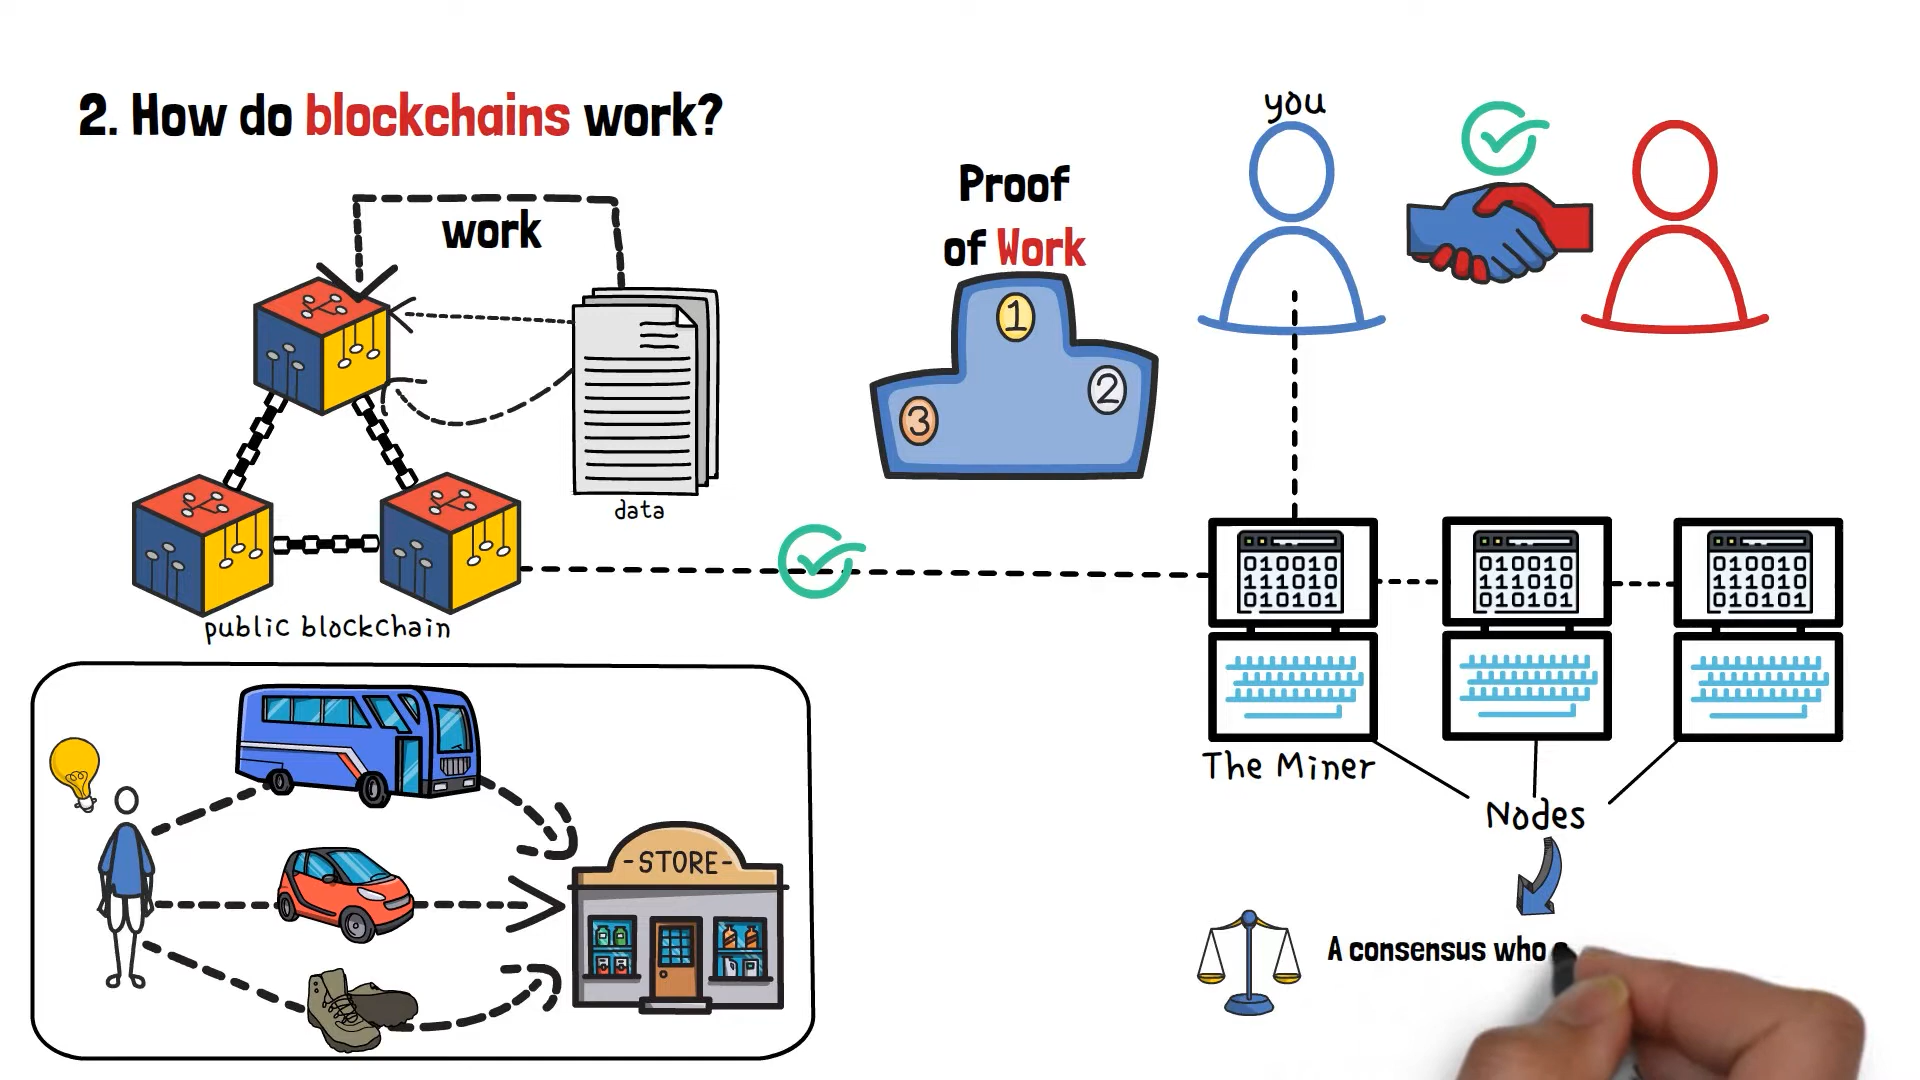 2. How do blockchains work?
work
data
public blockchain
Proof
of Work
1
2
3
you
010010
111010
010101
010010
111010
010101
010010
111010
010101
The Miner
Nodes
A consensus who
-STORE-